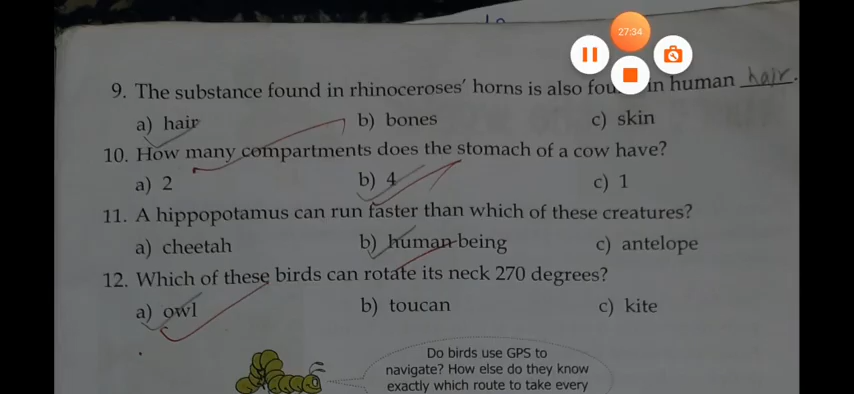 27:34
9. The substance found in rhinoceroses' horns is also in human hair.
a) hair b) bones c) skin
10. How many compartments does the stomach of a cow have?
a) 2 b) 4 c) 1
11. A hippopotamus can run faster than which of these creatures?
a) cheetah b) human being c) antelope
12. Which of these birds can rotate its neck 270 degrees?
a) owl b) toucan c) kite
Do birds use GPS to
navigate? How else do they know
exactly which route to take every